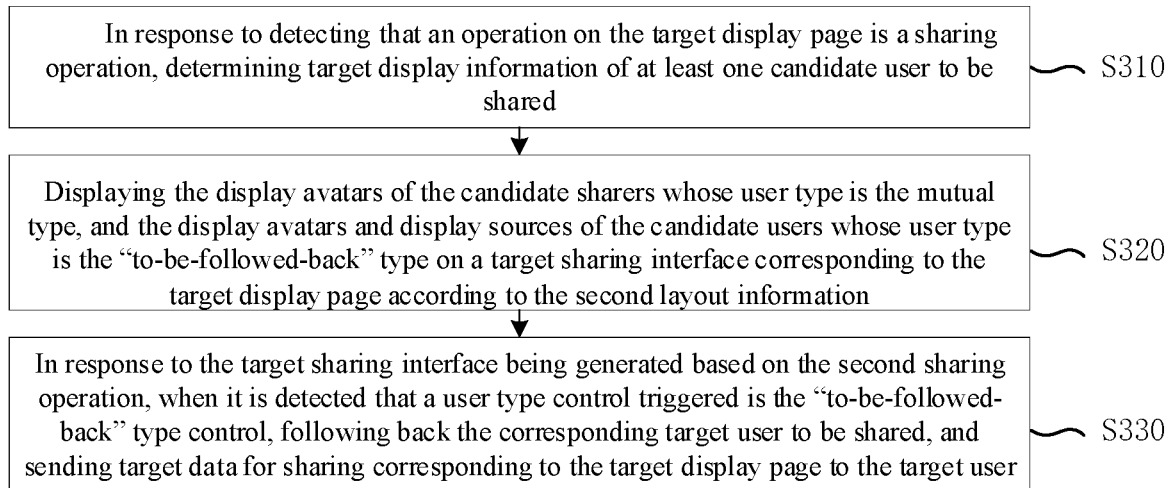 In response to detecting that an operation on the target display page is a sharing
operation, determining target display information of at least one candidate user to be
shared
S310
Displaying the display avatars of the candidate sharers whose user type is the mutual
type, and the display avatars and display sources of the candidate users whose user type
is the “to-be-followed-back” type on a target sharing interface corresponding to the
target display page according to the second layout information
S320
In response to the target sharing interface being generated based on the second sharing
operation, when it is detected that a user type control triggered is the “to-be-followed-
back” type control, following back the corresponding target user to be shared, and
sending target data for sharing corresponding to the target display page to the target user
S330